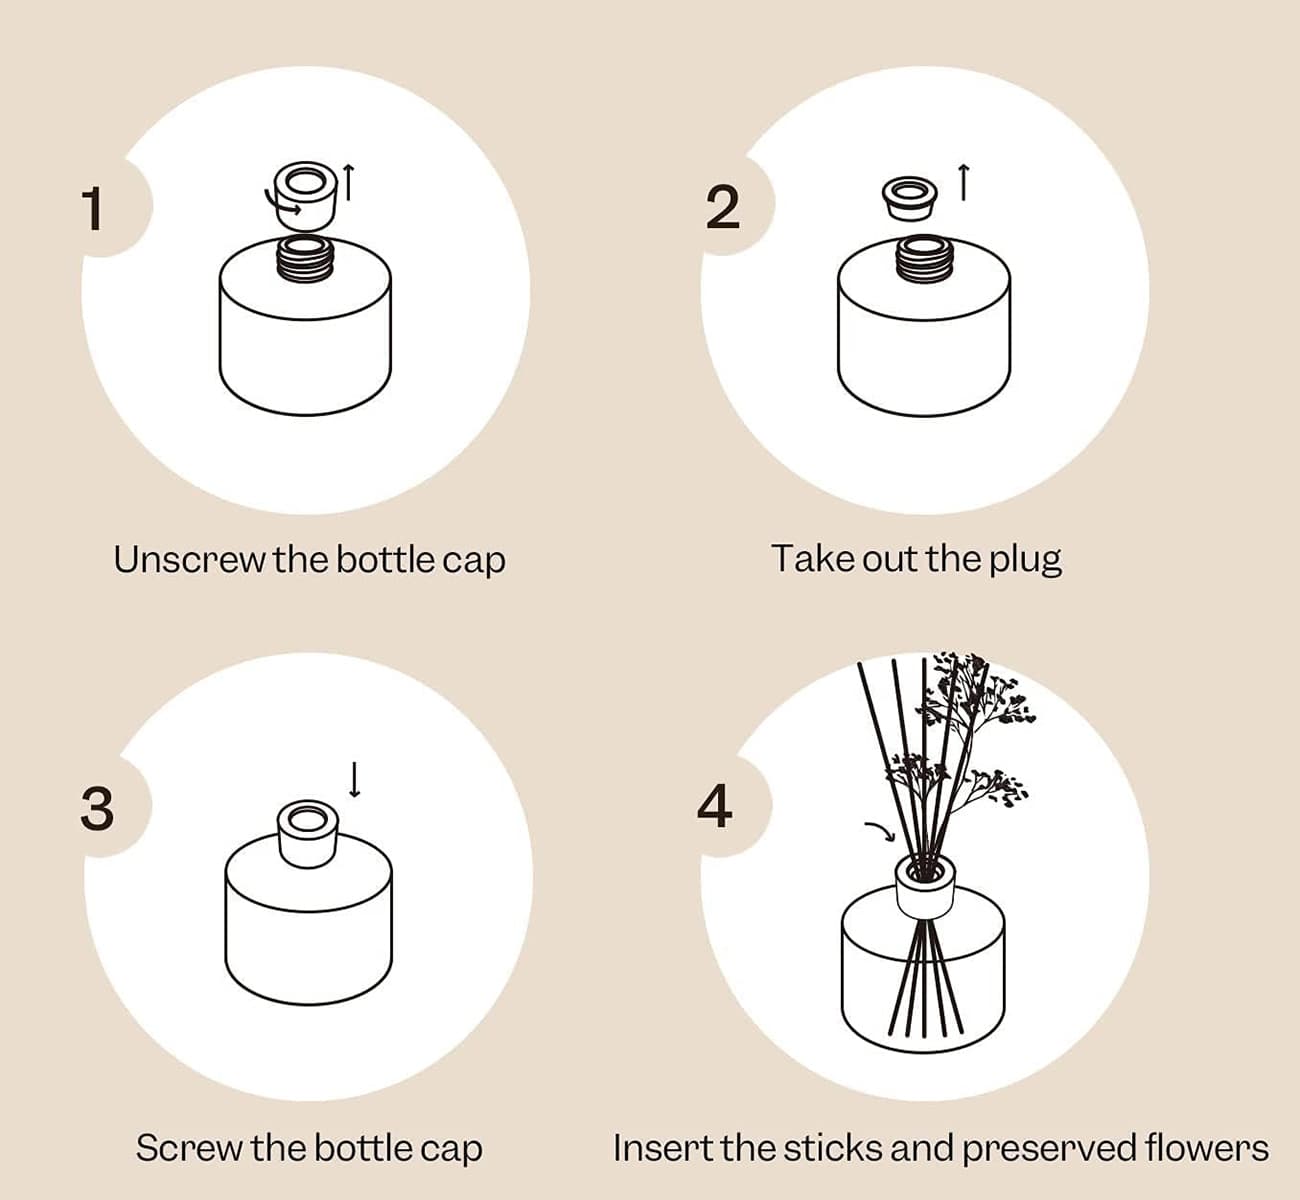 1
Unscrew the bottle cap
2
Take out the plug
3
Screw the bottle cap
4
Insert the sticks and preserved flowers